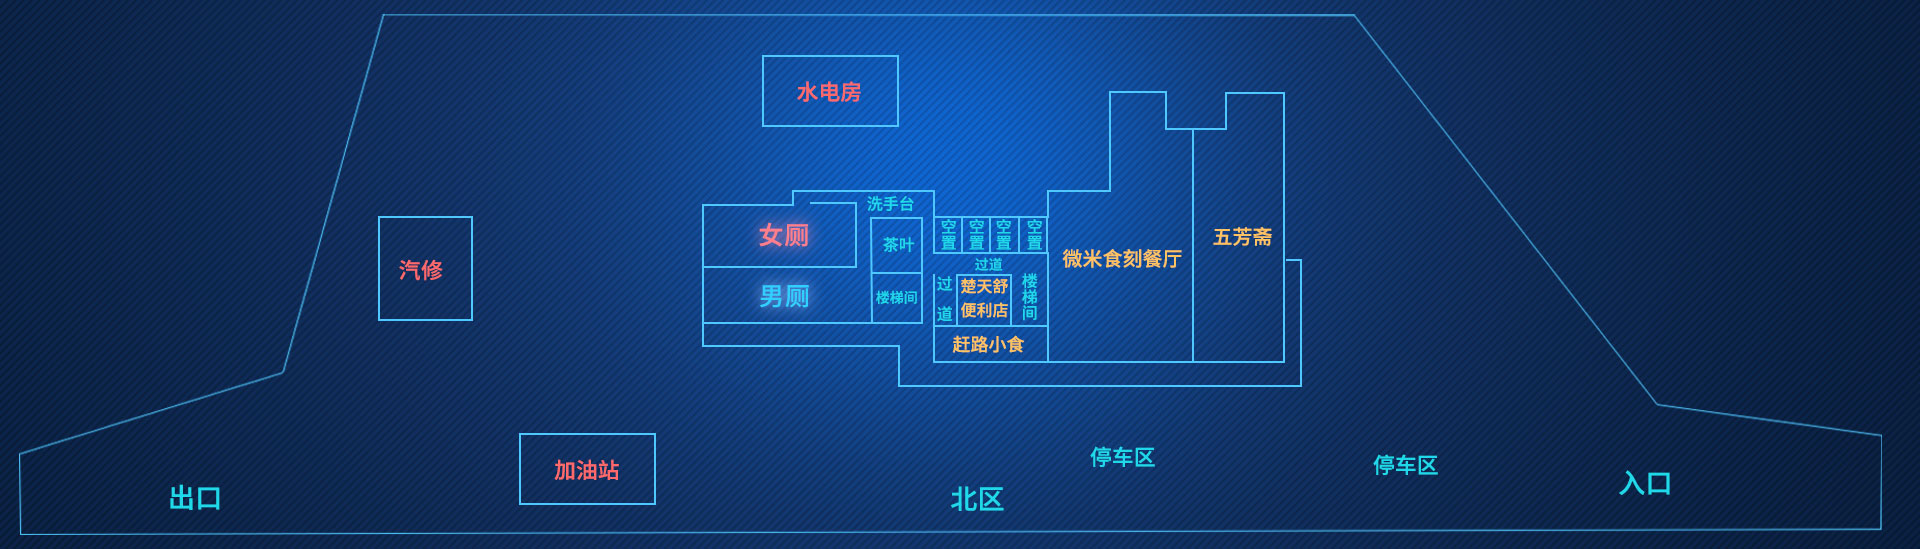 水电房
洗手台
女厕
茶叶
空置
空置
空置
空置
五芳斋
微米食刻餐厅
汽修
过道
男厕
楼梯间
过道
楚天舒
便利店
楼梯间
赶路小食
停车区
停车区
加油站
入口
出口
北区